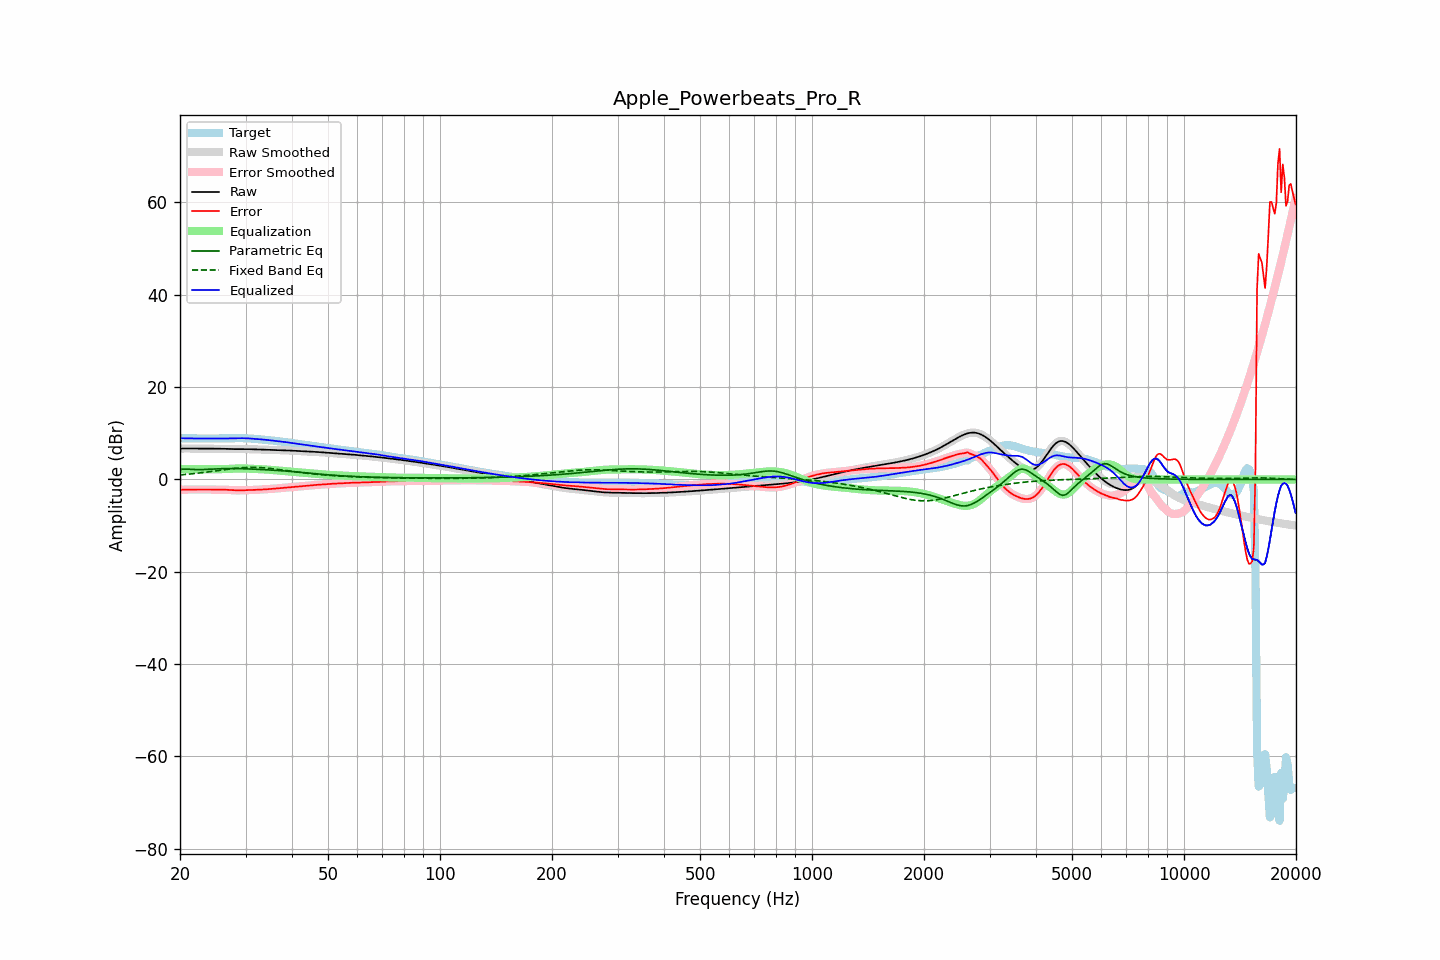 Apple_Powerbeats_Pro_R
Target
Raw Smoothed
Error Smoothed
Raw
Error
Equalization
Parametric Eq
Fixed Band Eq
Equalized
Amplitude (dBr)
60
40
20
0
−20
−40
−60
−80
20
50
100
200
500
1000
2000
5000
10000
20000
Frequency (Hz)